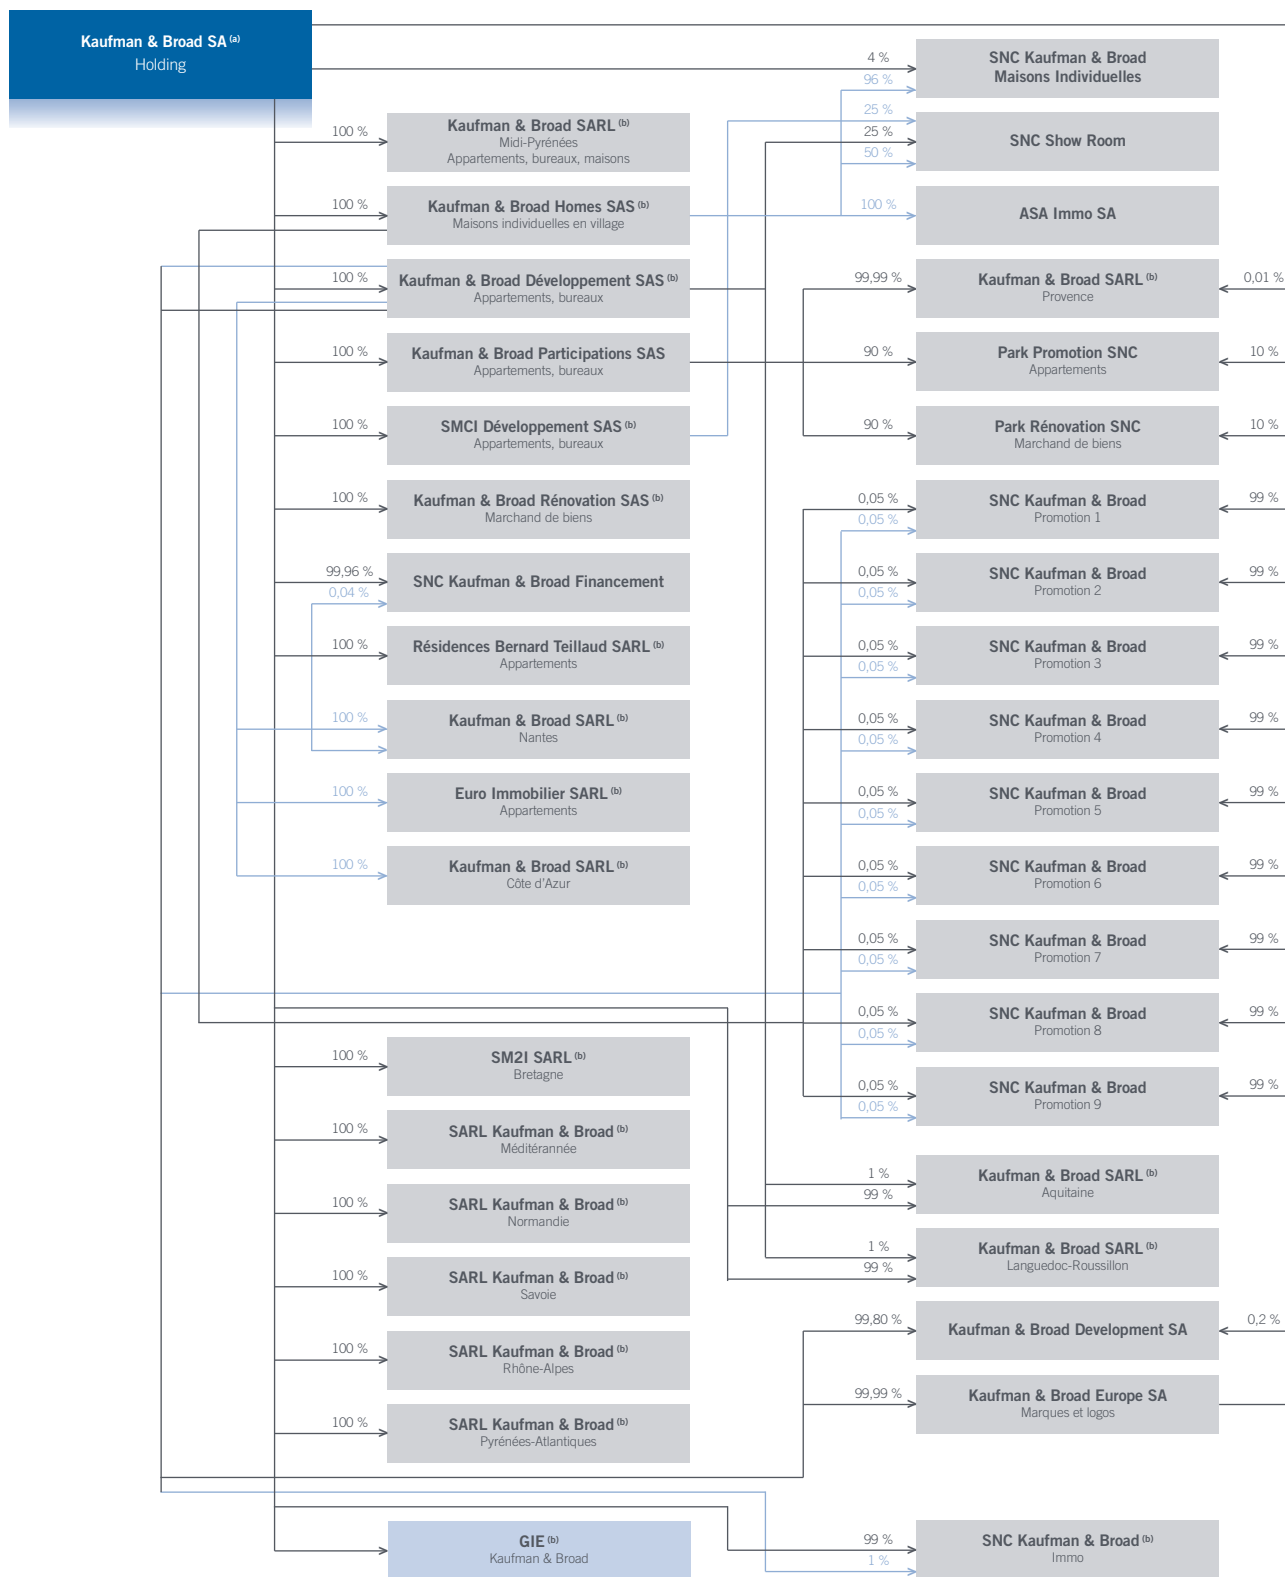 Kaufman & Broad SA (a)
Holding
100 %
Kaufman & Broad SARL (b)
Midi-Pyrénées
Appartements, bureaux, maisons
100 %
Kaufman & Broad Homes SAS (b)
Maisons individuelles en village
100 %
Kaufman & Broad Développement SAS (b)
Appartements, bureaux
100 %
Kaufman & Broad Participations SAS
Appartements, bureaux
100 %
SMCI Développement SAS (b)
Appartements, bureaux
100 %
Kaufman & Broad Rénovation SAS (b)
Marchand de biens
99,96 %
0,04 %
SNC Kaufman & Broad Financement
100 %
Résidences Bernard Teillaud SARL (b)
Appartements
100 %
Kaufman & Broad SARL (b)
Nantes
100 %
Euro Immobilier SARL (b)
Appartements
100 %
Kaufman & Broad SARL (b)
Côte d'Azur
100 %
SM2I SARL (b)
Bretagne
100 %
SARL Kaufman & Broad (b)
Méditérannée
100 %
SARL Kaufman & Broad (b)
Normandie
100 %
SARL Kaufman & Broad (b)
Savoie
100 %
SARL Kaufman & Broad (b)
Rhône-Alpes
100 %
SARL Kaufman & Broad (b)
Pyrénées-Atlantiques
GIE (b)
Kaufman & Broad
4 %
96 %
SNC Kaufman & Broad
Maisons Individuelles
25 %
25 %
50 %
SNC Show Room
100 %
ASA Immo SA
99,99 %
Kaufman & Broad SARL (b)
Provence
0,01 %
90 %
Park Promotion SNC
Appartements
10 %
90 %
Park Rénovation SNC
Marchand de biens
10 %
0,05 %
0,05 %
SNC Kaufman & Broad
Promotion 1
99 %
0,05 %
0,05 %
SNC Kaufman & Broad
Promotion 2
99 %
0,05 %
0,05 %
SNC Kaufman & Broad
Promotion 3
99 %
0,05 %
0,05 %
SNC Kaufman & Broad
Promotion 4
99 %
0,05 %
0,05 %
SNC Kaufman & Broad
Promotion 5
99 %
0,05 %
0,05 %
SNC Kaufman & Broad
Promotion 6
99 %
0,05 %
0,05 %
SNC Kaufman & Broad
Promotion 7
99 %
0,05 %
0,05 %
SNC Kaufman & Broad
Promotion 8
99 %
0,05 %
0,05 %
SNC Kaufman & Broad
Promotion 9
99 %
1 %
99 %
Kaufman & Broad SARL (b)
Aquitaine
1 %
99 %
Kaufman & Broad SARL (b)
Languedoc-Roussillon
99,80 %
Kaufman & Broad Development SA
0,2 %
99,99 %
Kaufman & Broad Europe SA
Marques et logos
99 %
1 %
SNC Kaufman & Broad (b)
Immo